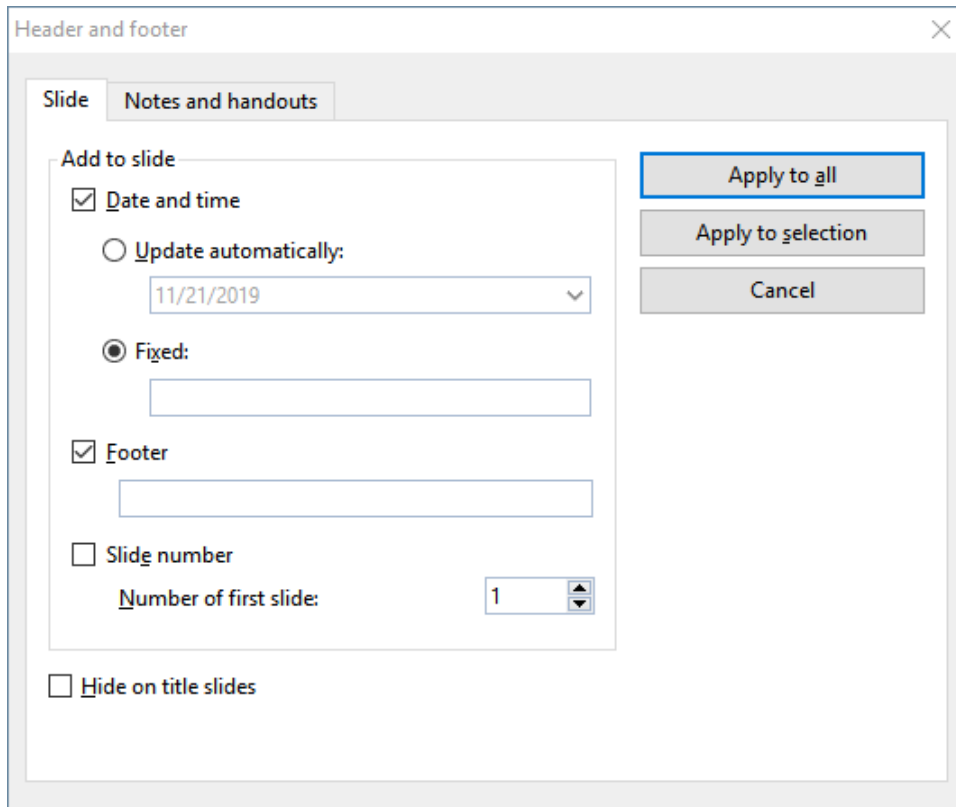 Header and footer
Slide
Notes and handouts
Add to slide
Date and time
Update automatically:
11/21/2019
Fixed:
Footer
Slide number
Number of first slide:
1
Hide on title slides
Apply to all
Apply to selection
Cancel